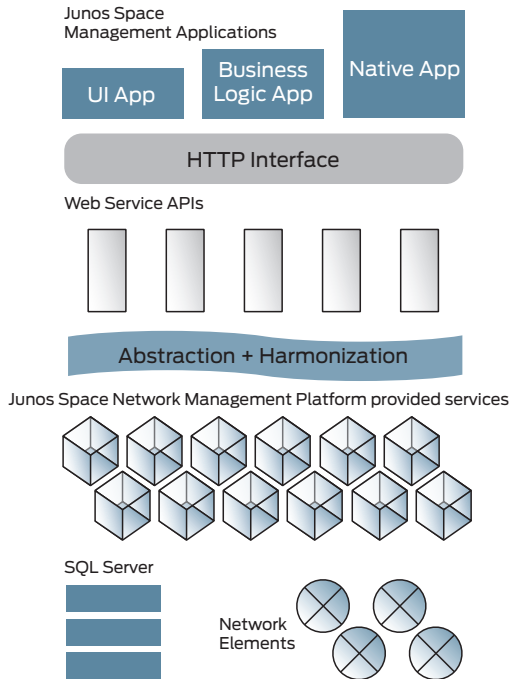 Junos Space
Management Applications
UI App
Business
Logic App
Native App
HTTP Interface
Web Service APIs
Abstraction + Harmonization
Junos Space Network Management Platform provided services
SQL Server
Network
Elements